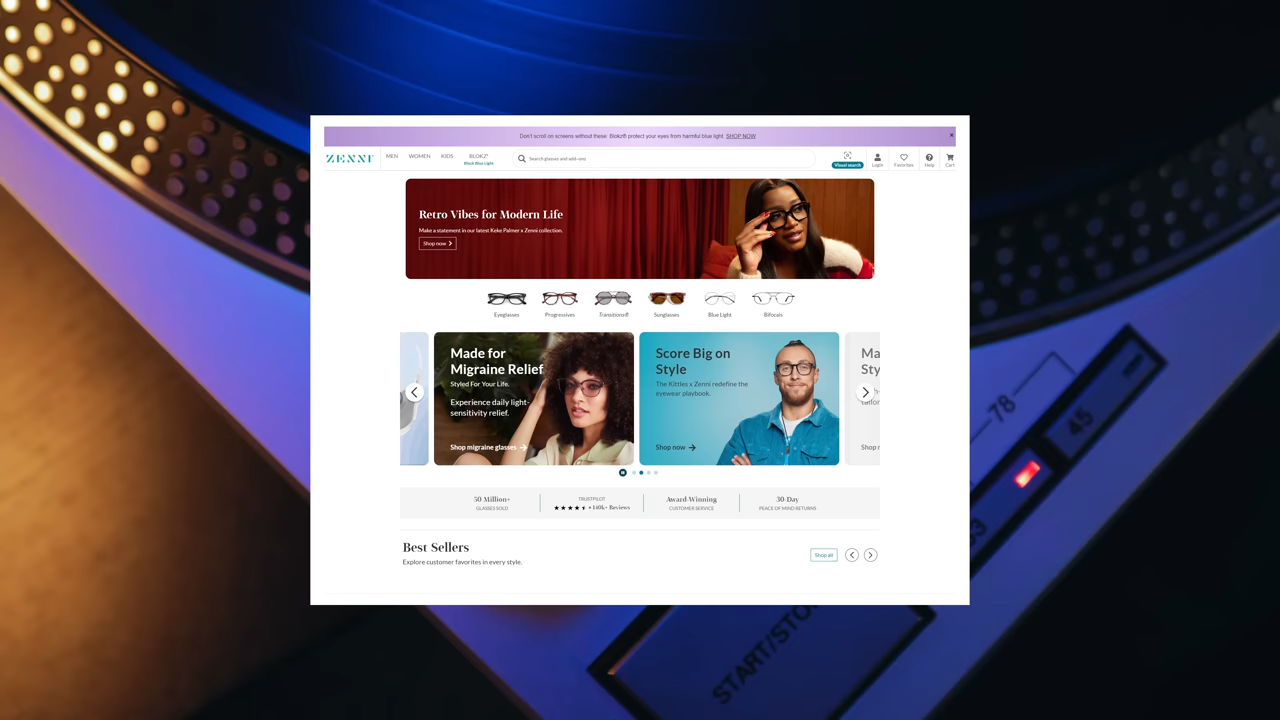 Don't scroll on screens without these Blokz® protect your eyes from harmful blue light. SHOP NOW
ZENNI
MEN
WOMEN
KIDS
BLOKZ®
Block Blue Light
Search glasses and add-ons
Visual search
Login
Favorites
Help
Cart
Retro Vibes for Modern Life
Make a statement in our latest Keke Palmer x Zenni collection.
Shop now
Eyeglasses
Progressives
Transitions®
Sunglasses
Blue Light
Bifocals
Made for
Migraine Relief
Styled For Your Life.
Experience daily light-
sensitivity relief.
Shop migraine glasses
Score Big on
Style
The Kittles x Zenni redefine the
eyewear playbook.
Shop now
50 Million+
GLASSES SOLD
TRUSTPILOT
• 140k+ Reviews
Award-Winning
CUSTOMER SERVICE
30-Day
PEACE OF MIND RETURNS
Best Sellers
Explore customer favorites in every style.
Shop all
78
45
33
START/STOP